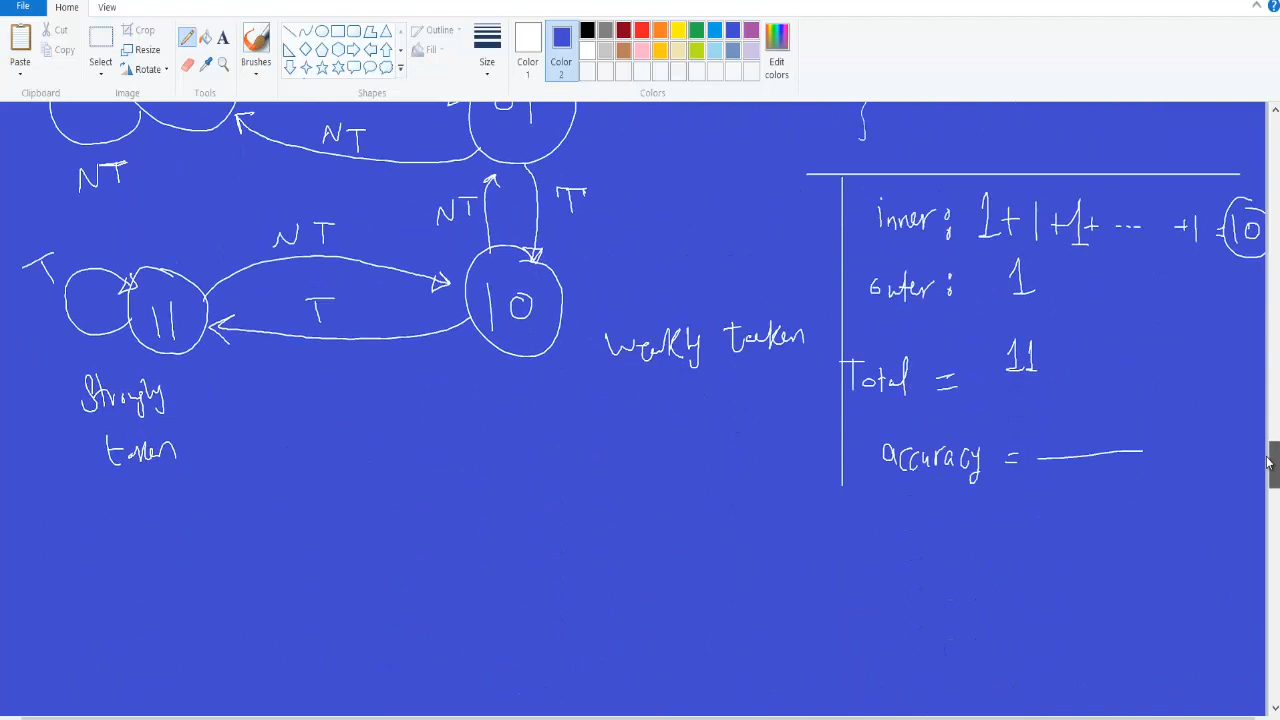 File Home View
Cut
Copy
Paste
Clipboard
Crop
Resize
Rotate
Select
Image
Tools
Brushes
Outline
Fill
Shapes
Size
Color 1
Color 2
Edit colors
Colors
01
NT
NT
NT
T
NT
T
11
T
10
Weakly taken
Strongly
taken
inner: 1+1+1+ ... +1 = 10
outer: 1
Total = 11
accuracy =